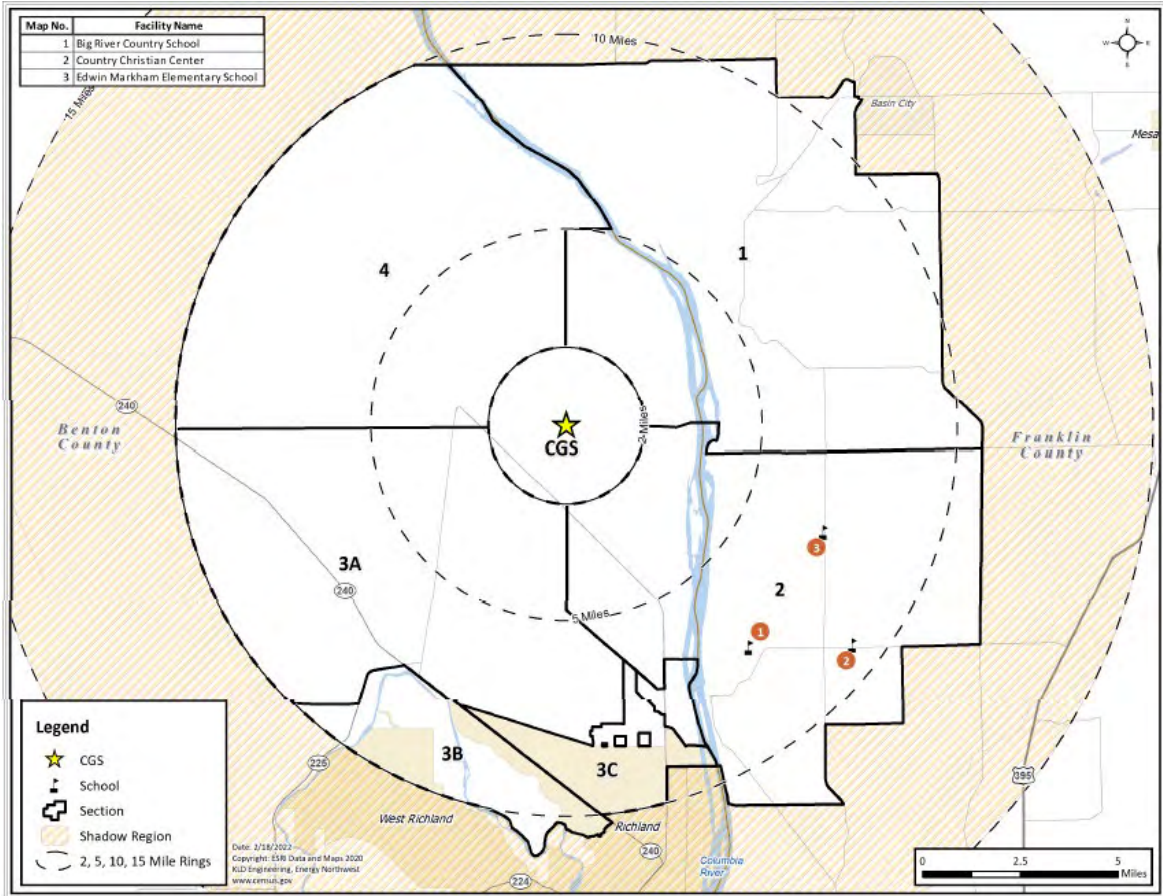 Map No. Facility Name
1 Big River Country School
2 Country Christian Center
3 Edwin Markham Elementary School
10 Miles
N
W E
S
15 Miles
Basin City
Mesa
1
4
2 Miles
CGS
240
Benton
County
Franklin
County
3
3A
2
240
5 Miles
1
2
Legend
CGS
School
Section
Shadow Region
2, 5, 10, 15 Mile Rings
3B
3C
225
395
West Richland
Richland
240
224
Columbia
River
Date: 2/18/2022
Copyright: ESRI Data and Maps 2020
KLD Engineering, Energy Northwest
www.census.gov
0 2.5 5
Miles